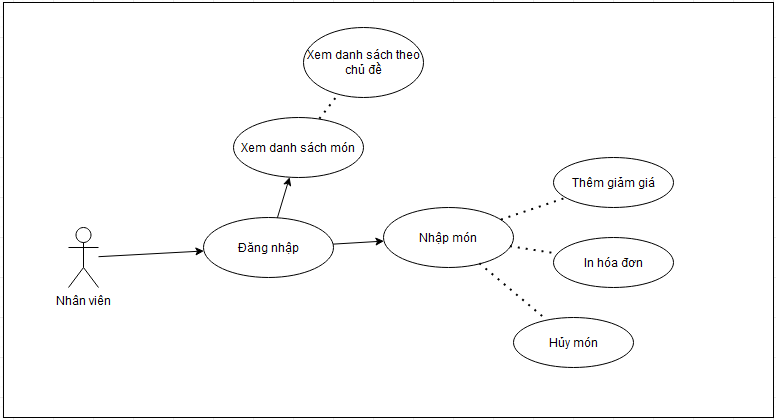 Xem danh sách theo
chủ đề
Xem danh sách món
Thêm giảm giá
Đăng nhập
Nhập món
In hóa đơn
Nhân viên
Hủy món